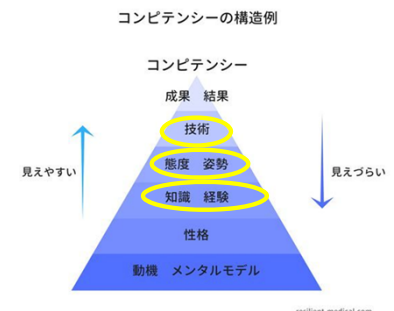 コンピテンシーの構造例
コンピテンシー
成果　結果
技術
態度　姿勢
見えやすい
見えづらい
知識　経験
性格
動機　メンタルモデル